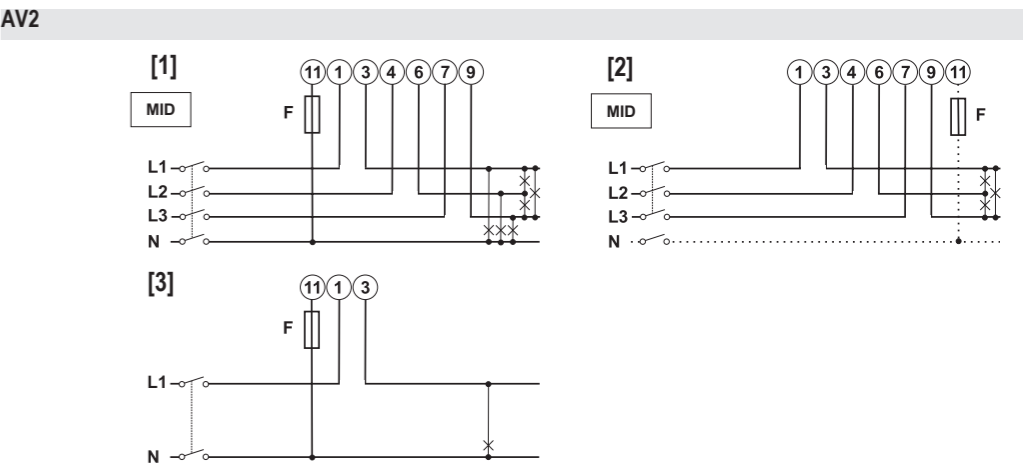 AV2
[1]
11 1 3 4 6 7 9
MID
F
L1
L2
L3
N
[2]
1 3 4 6 7 9 11
MID
F
L1
L2
L3
N
[3]
11 1 3
F
L1
N